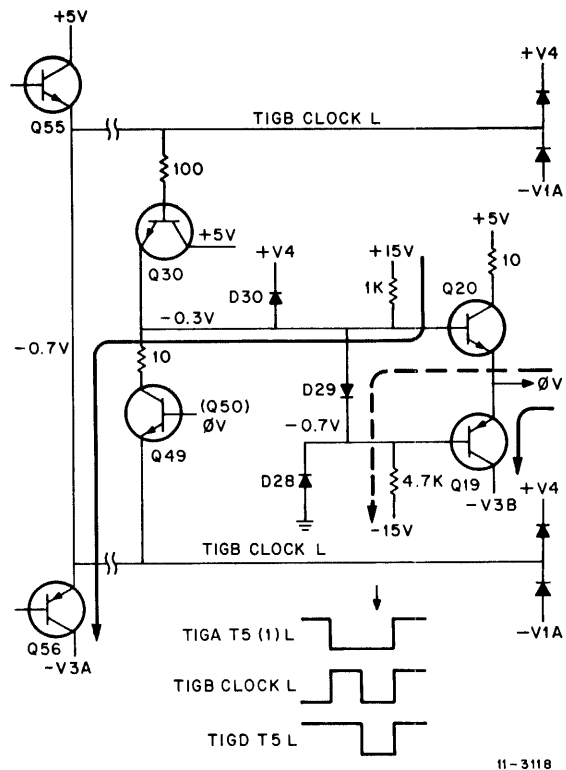 +5V
+V4
Q55
TIGB CLOCK L
100
-V1A
+5V
+5V
+V4
+15V
10
Q30
Q20
D30
1K
-0.3V
-0.7V
10
(Q50)
ØV
D29
ØV
-0.7V
Q49
D28
4.7K
Q19
+V4
-V3B
-15V
TIGB CLOCK L
TIGA T5 (1) L
-V1A
Q56
-V3A
TIGB CLOCK L
TIGD T5 L
11-3118